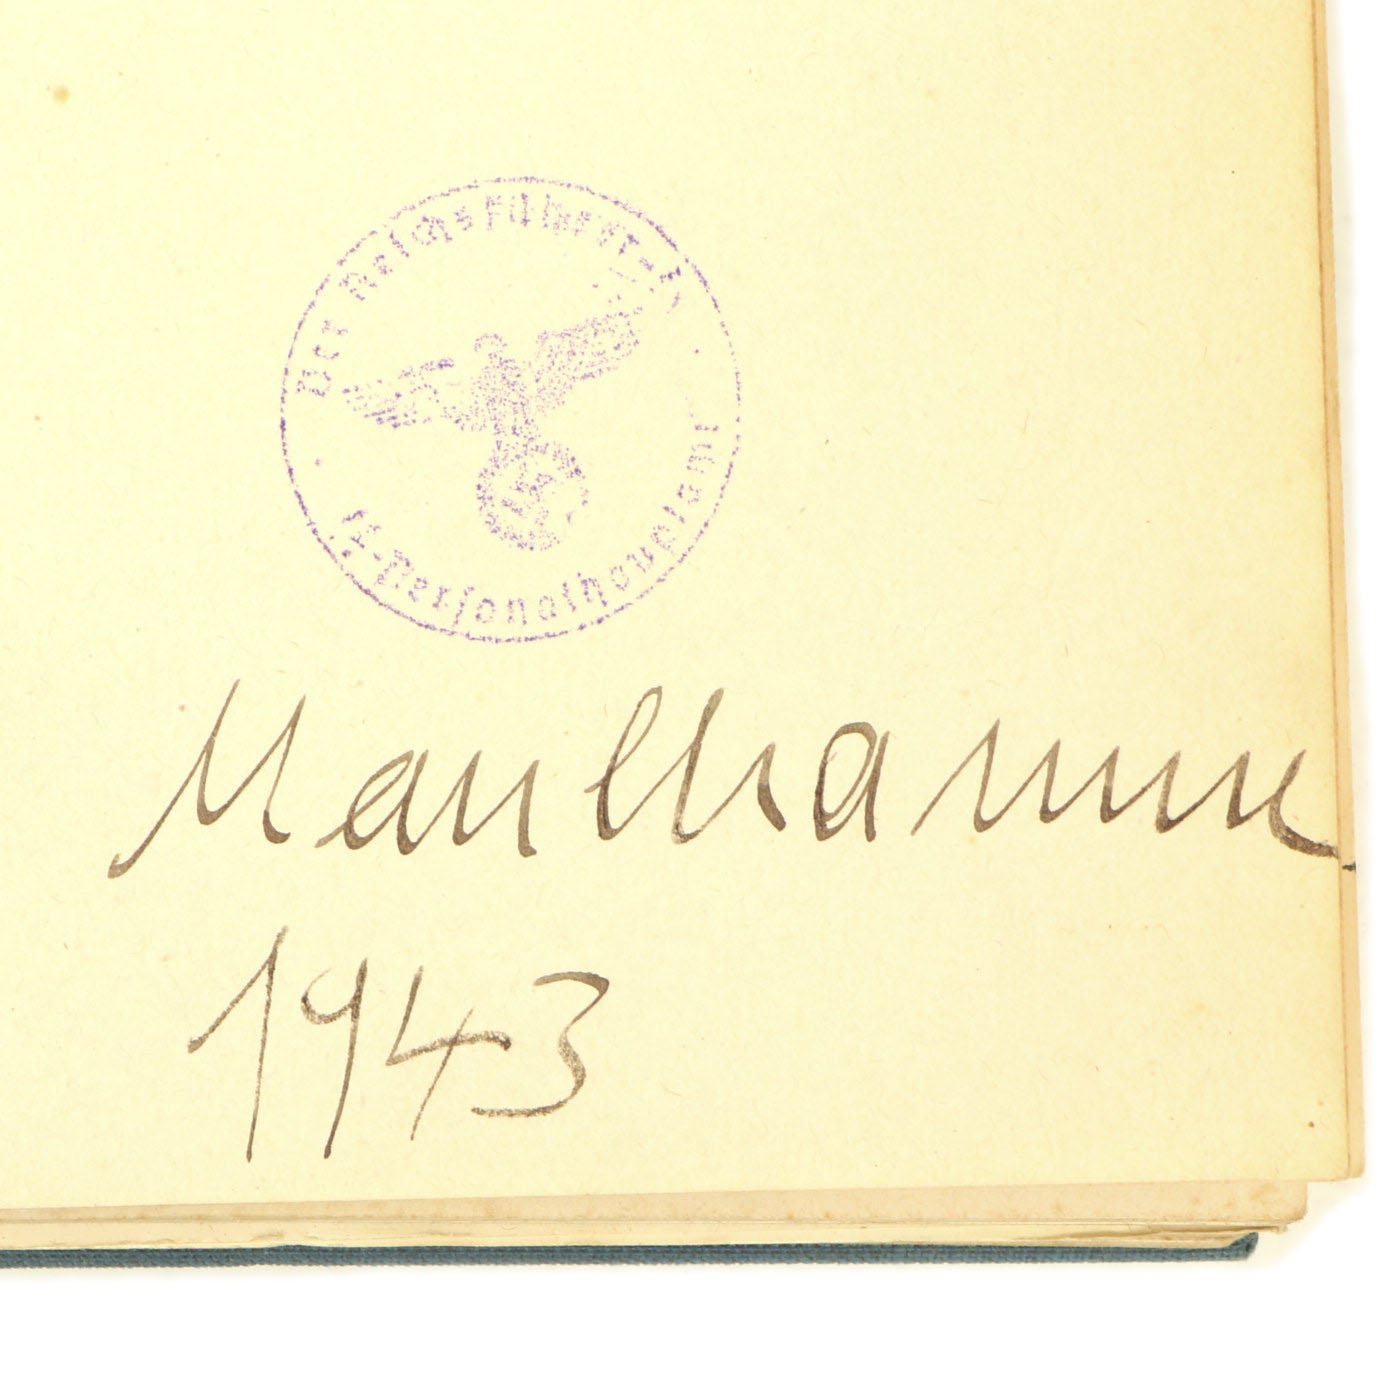 Der Reichsführer-SS
SS-Personalhauptamt
Mauthausen
1943